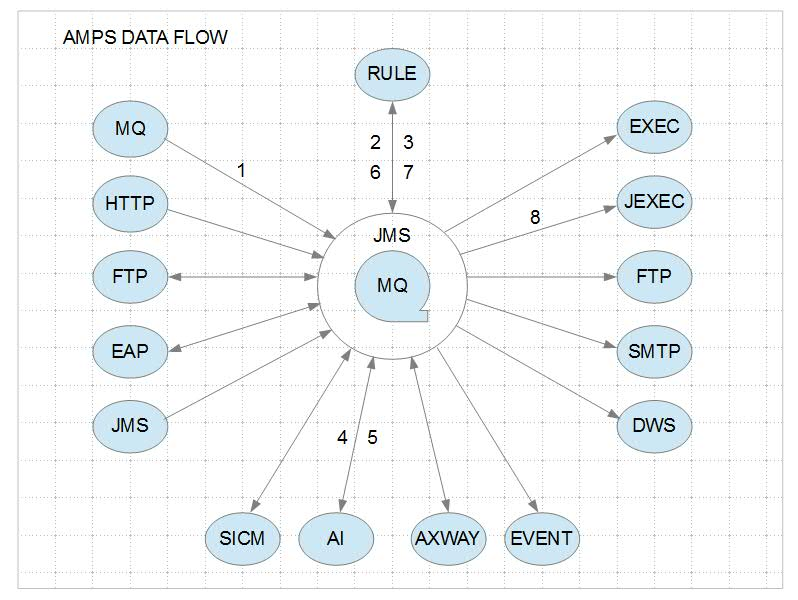 AMPS DATA FLOW
RULE
MQ
EXEC
1
2 3
6 7
HTTP
JEXEC
8
JMS
FTP
MQ
FTP
EAP
SMTP
JMS
DWS
4 5
SICM
AI
AXWAY
EVENT